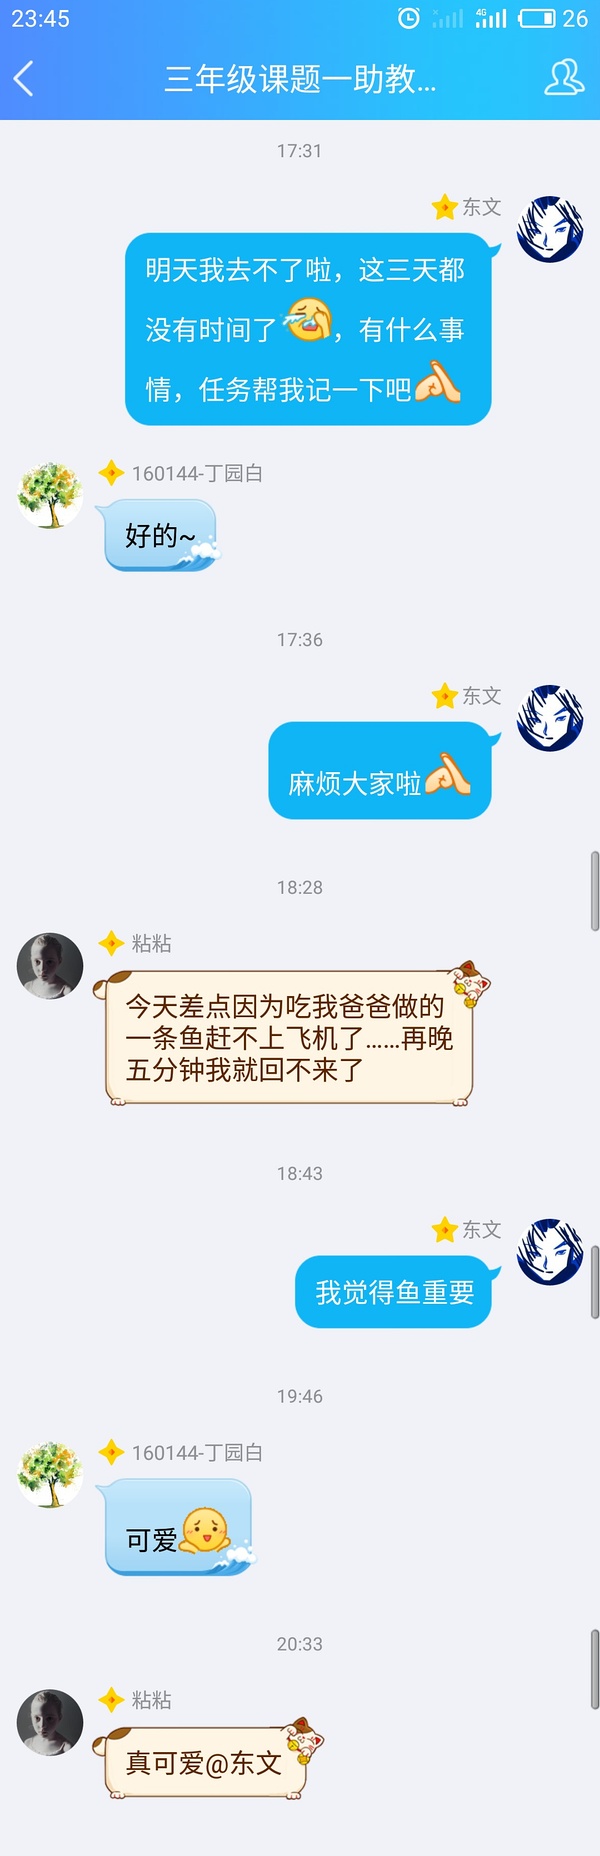 23:45
4G
26
三年级课题一助教...
17:31
东文
明天我去不了啦，这三天都
没有时间了，有什么事
情，任务帮我记一下吧
160144-丁园白
好的~
17:36
东文
麻烦大家啦
18:28
粘粘
今天差点因为吃我爸爸做的
一条鱼赶不上飞机了……再晚
五分钟我就回不来了
18:43
东文
我觉得鱼重要
19:46
160144-丁园白
可爱
20:33
粘粘
真可爱@东文